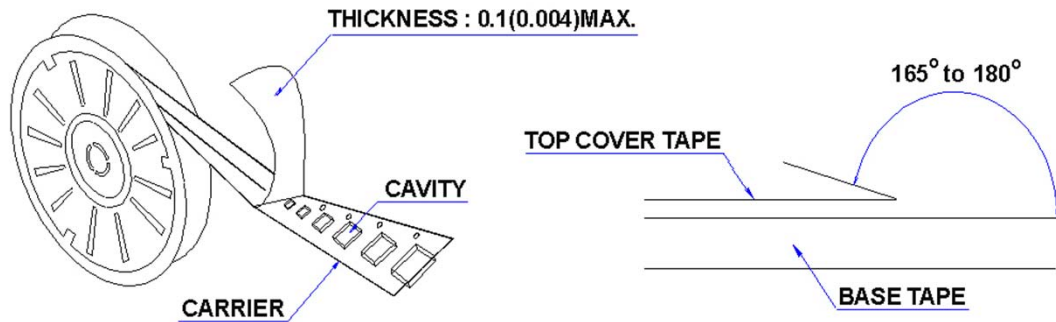 THICKNESS : 0.1(0.004)MAX.
165° to 180°
TOP COVER TAPE
CAVITY
CARRIER
BASE TAPE